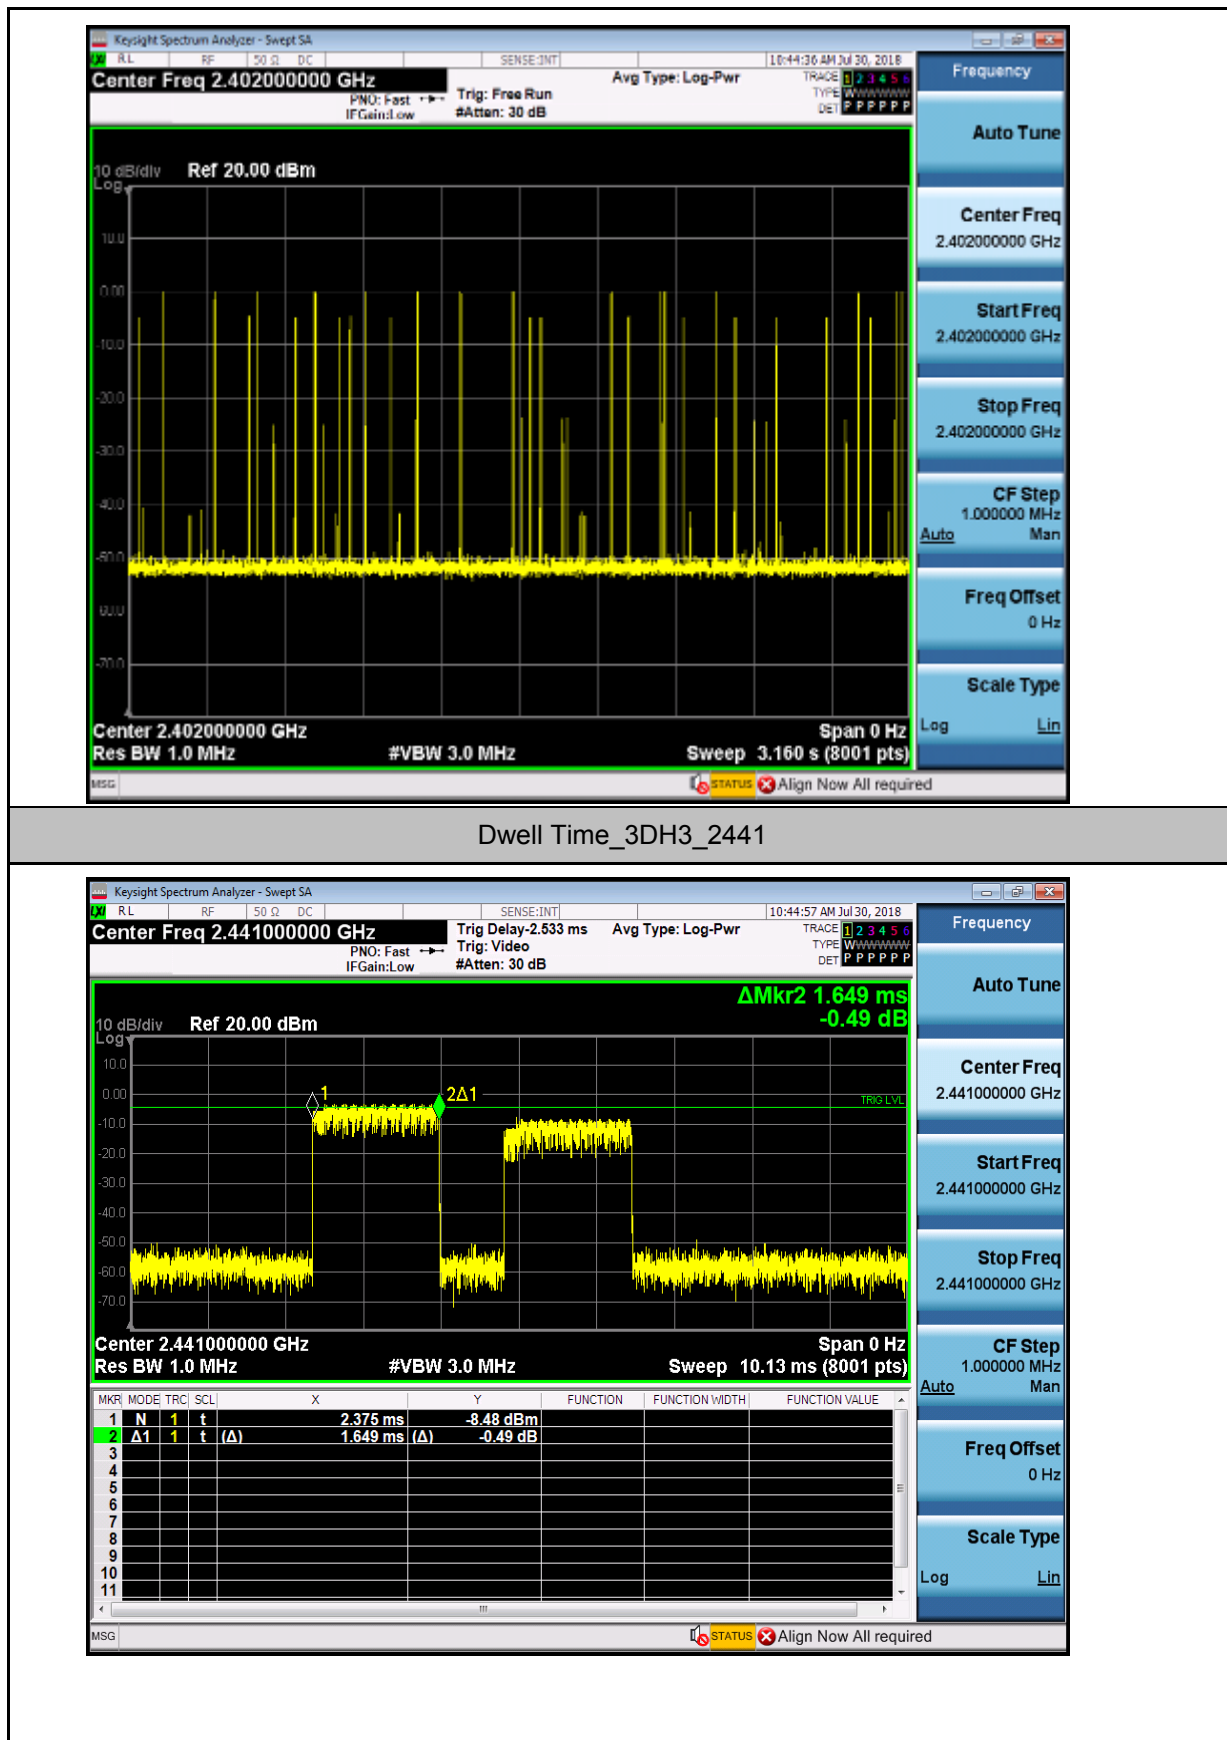 Keysight Spectrum Analyzer - Swept SA
LXI RL RF 50 Ω DC SENSE:INT 10:44:36 AM Jul 30, 2018
Center Freq 2.402000000 GHz
PNO: Fast
IFGain:Low
Trig: Free Run
#Atten: 30 dB
Avg Type: Log-Pwr
TRACE 1 2 3 4 5 6
TYPE WWWWWW
DET P P P P P P
10 dB/div
Log
Ref 20.00 dBm
10.0
0.00
-10.0
-20.0
-30.0
-40.0
-50.0
-60.0
-70.0
Center 2.402000000 GHz
Span 0 Hz
Res BW 1.0 MHz
#VBW 3.0 MHz
Sweep 3.160 s (8001 pts)
MSG
STATUS
Align Now All required
Frequency
Auto Tune
Center Freq
2.402000000 GHz
Start Freq
2.402000000 GHz
Stop Freq
2.402000000 GHz
CF Step
1.000000 MHz
Auto Man
Freq Offset
0 Hz
Scale Type
Log Lin
Dwell Time_3DH3_2441
Keysight Spectrum Analyzer - Swept SA
LXI RL RF 50 Ω DC SENSE:INT 10:44:57 AM Jul 30, 2018
Center Freq 2.441000000 GHz
PNO: Fast
IFGain:Low
Trig Delay-2.533 ms
Trig: Video
#Atten: 30 dB
Avg Type: Log-Pwr
TRACE 1 2 3 4 5 6
TYPE WWWWWW
DET P P P P P P
ΔMkr2 1.649 ms
-0.49 dB
10 dB/div
Log
Ref 20.00 dBm
10.0
0.00
-10.0
-20.0
-30.0
-40.0
-50.0
-60.0
-70.0
1
2Δ1
TRIG LVL
Center 2.441000000 GHz
Span 0 Hz
Res BW 1.0 MHz
#VBW 3.0 MHz
Sweep 10.13 ms (8001 pts)
MKR MODE TRC SCL X Y FUNCTION FUNCTION WIDTH FUNCTION VALUE
1 N 1 t 2.375 ms -8.48 dBm
2 Δ1 1 t (Δ) 1.649 ms (Δ) -0.49 dB
3
4
5
6
7
8
9
10
11
MSG
STATUS
Align Now All required
Frequency
Auto Tune
Center Freq
2.441000000 GHz
Start Freq
2.441000000 GHz
Stop Freq
2.441000000 GHz
CF Step
1.000000 MHz
Auto Man
Freq Offset
0 Hz
Scale Type
Log Lin